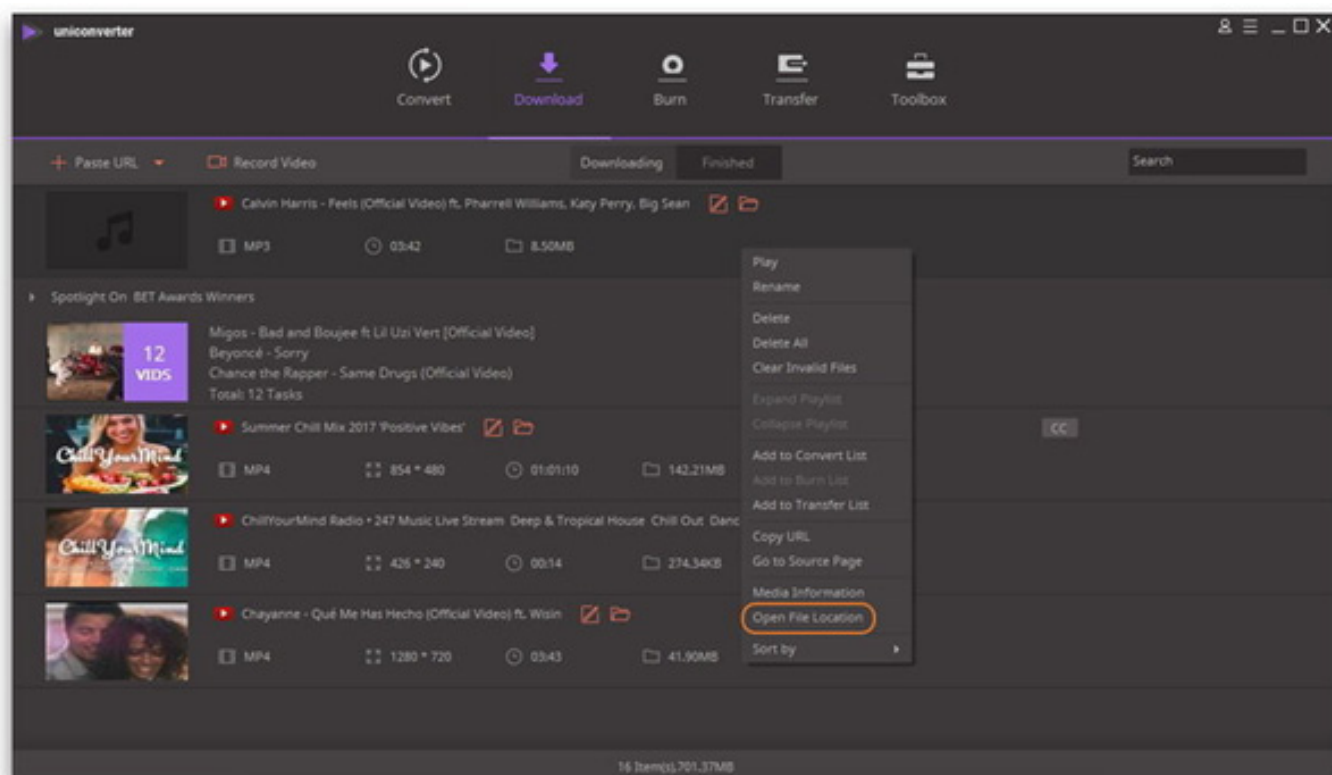 uniconverter
Convert
Download
Burn
Transfer
Toolbox
Paste URL
Record Video
Downloading
Finished
Search
Calvin Harris - Feels (Official Video) ft. Pharrell Williams, Katy Perry, Big Sean
MP3
03:42
8.50MB
Spotlight On BET Awards Winners
12
VIDS
Migos - Bad and Boujee ft Lil Uzi Vert [Official Video]
Beyoncé - Sorry
Chance the Rapper - Same Drugs (Official Video)
Total: 12 Tasks
ChillYourMind
Summer Chill Mix 2017 'Positive Vibes'
CC
MP4
854 * 480
01:01:10
142.21MB
ChillYourMind
ChillYourMind Radio • 247 Music Live Stream Deep & Tropical House Chill Out Danc
MP4
426 * 240
00:14
274.34KB
Chayanne - Qué Me Has Hecho (Official Video) ft. Wisin
MP4
1280 * 720
03:43
41.90MB
Play
Rename
Delete
Delete All
Clear Invalid Files
Expand Playlist
Collapse Playlist
Add to Convert List
Add to Burn List
Add to Transfer List
Copy URL
Go to Source Page
Media Information
Open File Location
Sort by
16 Item(s),701.37MB